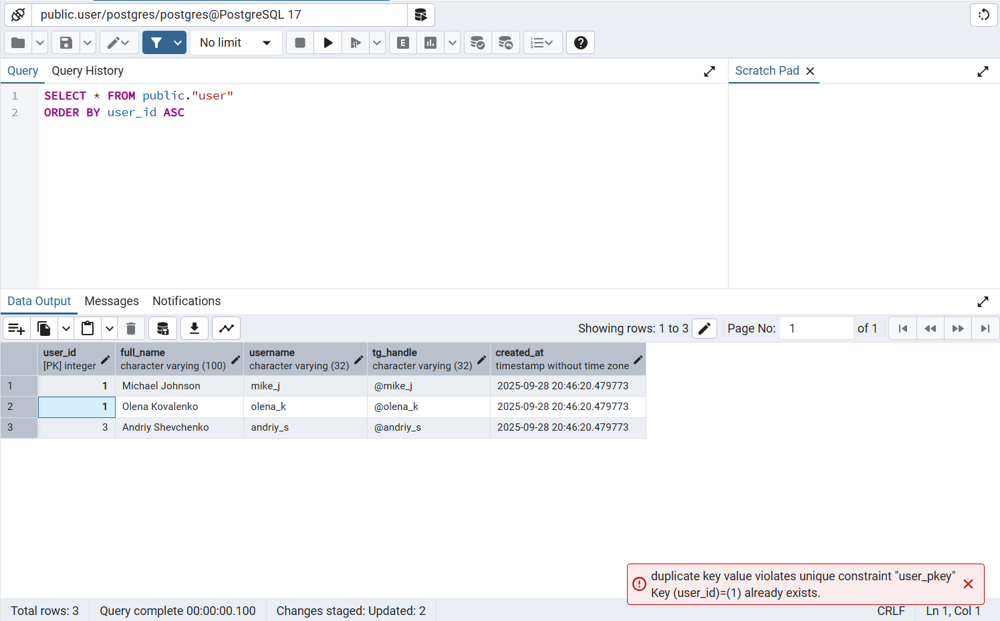 public.user/postgres/postgres@PostgreSQL 17
No limit
E
Query Query History
Scratch Pad
1 SELECT * FROM public."user"
2 ORDER BY user_id ASC
Data Output Messages Notifications
Showing rows: 1 to 3 Page No: 1 of 1
user_id full_name username tg_handle created_at
[PK] integer character varying (100) character varying (32) character varying (32) timestamp without time zone
1 1 Michael Johnson mike_j @mike_j 2025-09-28 20:46:20.479773
2 1 Olena Kovalenko olena_k @olena_k 2025-09-28 20:46:20.479773
3 3 Andriy Shevchenko andriy_s @andriy_s 2025-09-28 20:46:20.479773
duplicate key value violates unique constraint "user_pkey"
Key (user_id)=(1) already exists.
Total rows: 3 Query complete 00:00:00.100 Changes staged: Updated: 2 CRLF Ln 1, Col 1